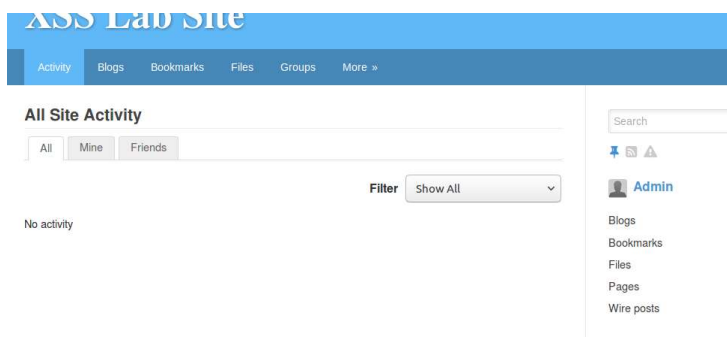 XSS Lab Site
Activity Blogs Bookmarks Files Groups More »
All Site Activity
All Mine Friends
Filter Show All
No activity
Search
Admin
Blogs
Bookmarks
Files
Pages
Wire posts